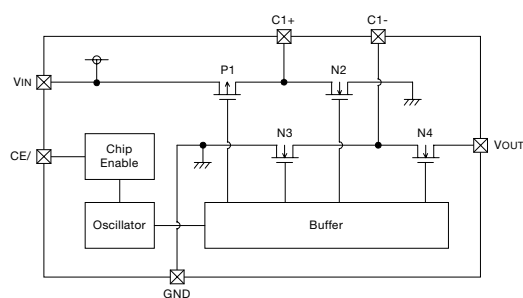 C1+ C1-
P1 N2
VIN
N3 N4
VOUT
CE/
Chip
Enable
Oscillator
Buffer
GND